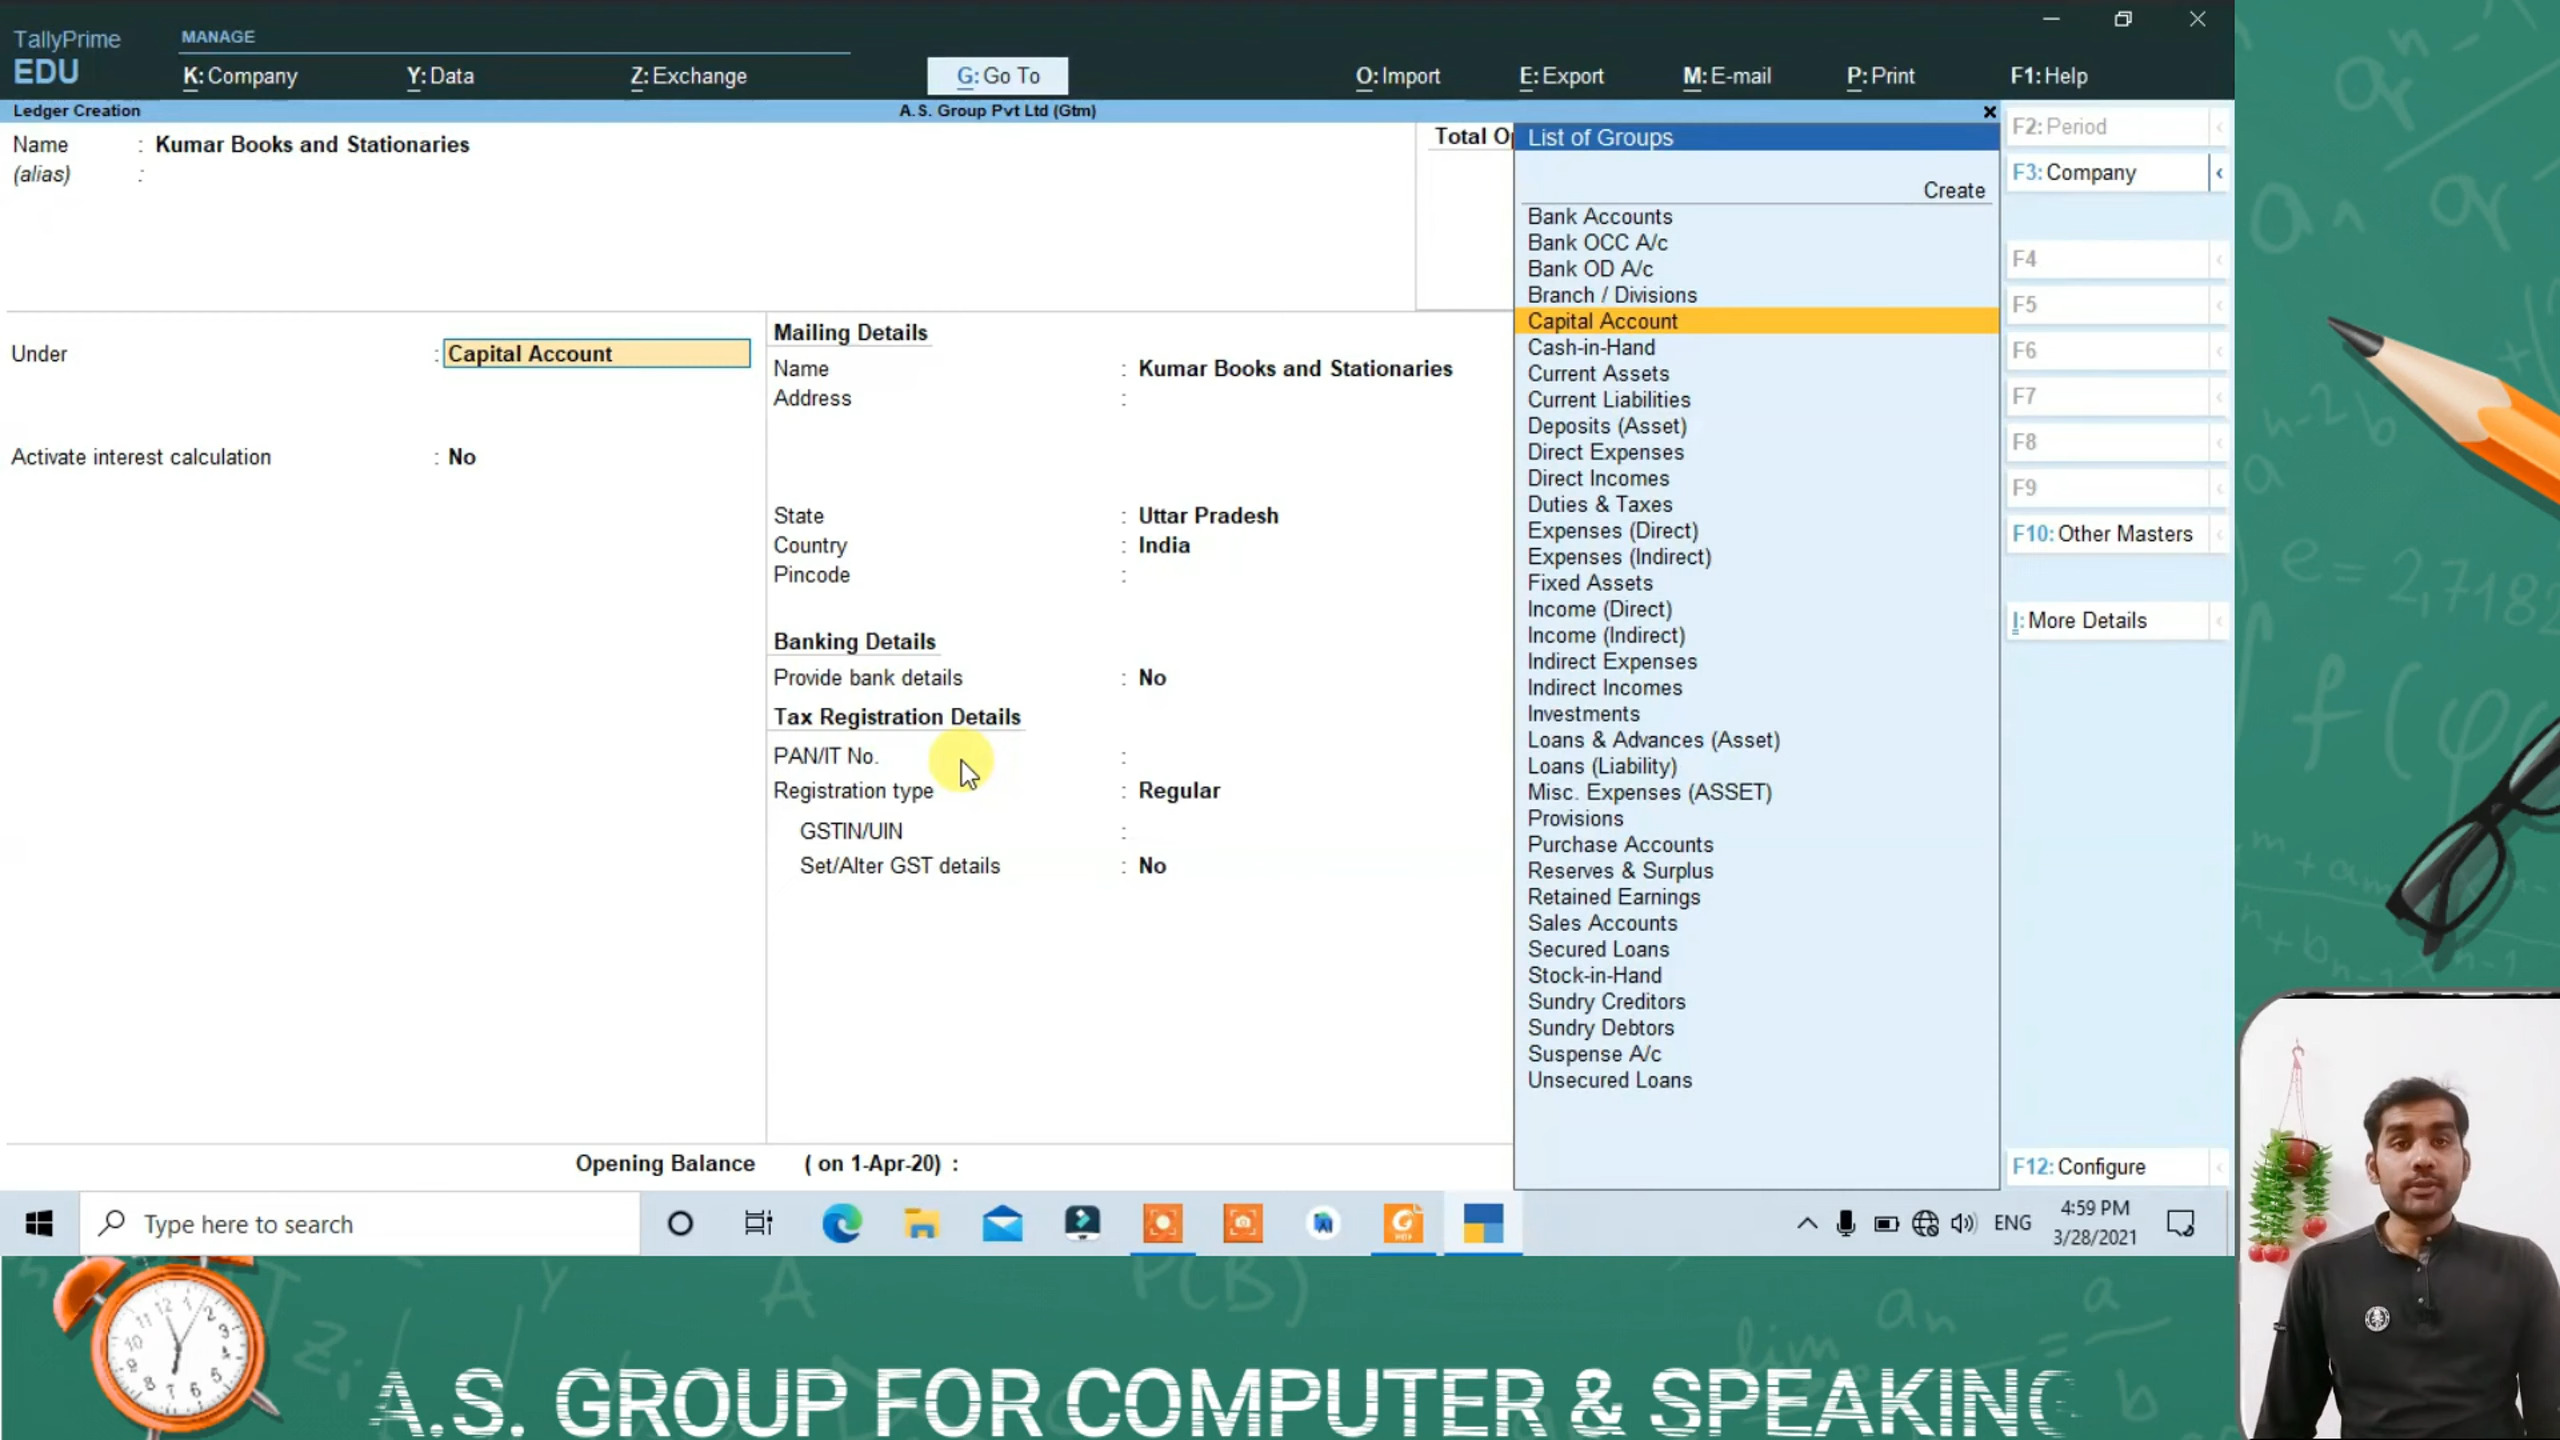 TallyPrime
EDU
MANAGE
K: Company
Y: Data
Z: Exchange
G: Go To
O: Import
E: Export
M: E-mail
P: Print
F1: Help
Ledger Creation
A.S. Group Pvt Ltd (Gtm)
Name : Kumar Books and Stationaries
(alias) :
Total O
Under : Capital Account
Activate interest calculation : No
Mailing Details
Name : Kumar Books and Stationaries
Address :
State : Uttar Pradesh
Country : India
Pincode :
Banking Details
Provide bank details : No
Tax Registration Details
PAN/IT No. :
Registration type : Regular
GSTIN/UIN :
Set/Alter GST details : No
Opening Balance ( on 1-Apr-20) :
List of Groups
Create
Bank Accounts
Bank OCC A/c
Bank OD A/c
Branch / Divisions
Capital Account
Cash-in-Hand
Current Assets
Current Liabilities
Deposits (Asset)
Direct Expenses
Direct Incomes
Duties & Taxes
Expenses (Direct)
Expenses (Indirect)
Fixed Assets
Income (Direct)
Income (Indirect)
Indirect Expenses
Indirect Incomes
Investments
Loans & Advances (Asset)
Loans (Liability)
Misc. Expenses (ASSET)
Provisions
Purchase Accounts
Reserves & Surplus
Retained Earnings
Sales Accounts
Secured Loans
Stock-in-Hand
Sundry Creditors
Sundry Debtors
Suspense A/c
Unsecured Loans
F2: Period
F3: Company
F4
F5
F6
F7
F8
F9
F10: Other Masters
I: More Details
F12: Configure
Type here to search
ENG
4:59 PM
3/28/2021
A.S. GROUP FOR COMPUTER & SPEAKING